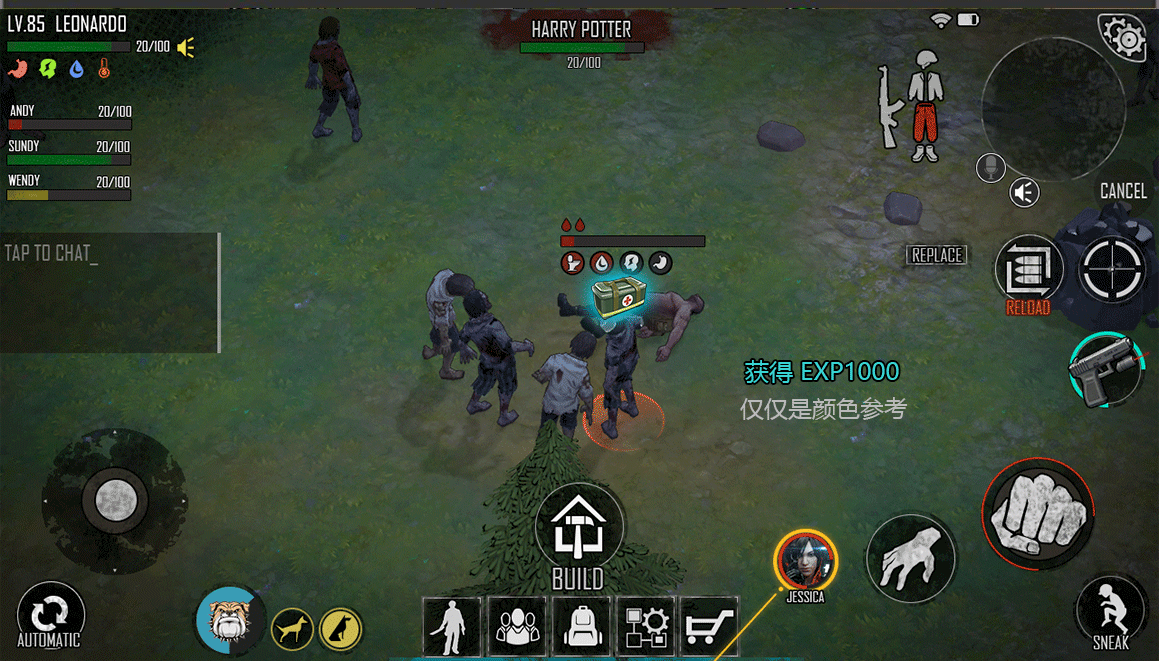 LV.85 LEONARDO
20/100
HARRY POTTER
20/100
ANDY 20/100
SUNDY 20/100
WENDY 20/100
CANCEL
TAP TO CHAT_
REPLACE
RELOAD
获得 EXP1000
仅仅是颜色参考
BUILD
JESSICA
AUTOMATIC
SNEAK